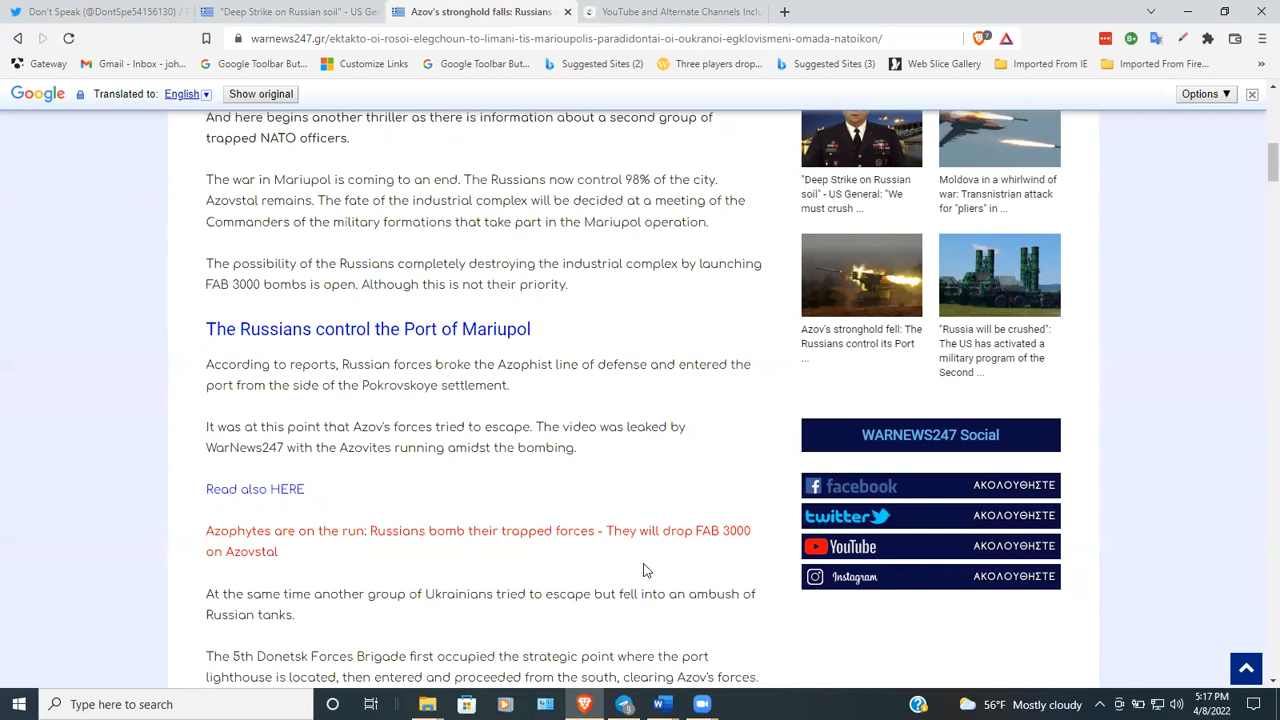 Don't Speak (@DontSpe54156130) / T
"Deep Strike on Russian soil" - US Gen
Azov's stronghold falls: Russians
YouTube and Alternate Channels Inclu
warnews247.gr/ektakto-oi-rosoi-elegchoun-to-limani-tis-marioupolis-paradidontai-oi-oukranoi-egklovismeni-omada-natoikon/
Gateway
Gmail - Inbox - joh...
Google Toolbar But...
Customize Links
Google Toolbar But...
Suggested Sites (2)
Three players drop...
Suggested Sites (3)
Web Slice Gallery
Imported From IE
Imported From Fire...
»
Google
Translated to: English
Show original
Options ▼
And here begins another thriller as there is information about a second group of
trapped NATO officers.
The war in Mariupol is coming to an end. The Russians now control 98% of the city.
Azovstal remains. The fate of the industrial complex will be decided at a meeting of the
Commanders of the military formations that take part in the Mariupol operation.
The possibility of the Russians completely destroying the industrial complex by launching
FAB 3000 bombs is open. Although this is not their priority.
The Russians control the Port of Mariupol
According to reports, Russian forces broke the Azophist line of defense and entered the
port from the side of the Pokrovskoye settlement.
It was at this point that Azov's forces tried to escape. The video was leaked by
WarNews247 with the Azovites running amidst the bombing.
Read also HERE
Azophytes are on the run: Russians bomb their trapped forces - They will drop FAB 3000
on Azovstal
At the same time another group of Ukrainians tried to escape but fell into an ambush of
Russian tanks.
The 5th Donetsk Forces Brigade first occupied the strategic point where the port
lighthouse is located, then entered and proceeded from the south, clearing Azov's forces.
"Deep Strike on Russian
soil" - US General: "We
must crush ...
Moldova in a whirlwind of
war: Transnistrian attack
for "pliers" in ...
Azov's stronghold fell: The
Russians control its Port
...
"Russia will be crushed":
The US has activated a
military program of the
Second ...
WARNEWS247 Social
facebook ΑΚΟΛΟΥΘΗΣΤΕ
twitter ΑΚΟΛΟΥΘΗΣΤΕ
YouTube ΑΚΟΛΟΥΘΗΣΤΕ
Instagram ΑΚΟΛΟΥΘΗΣΤΕ
Type here to search
56°F Mostly cloudy
5:17 PM
4/8/2022